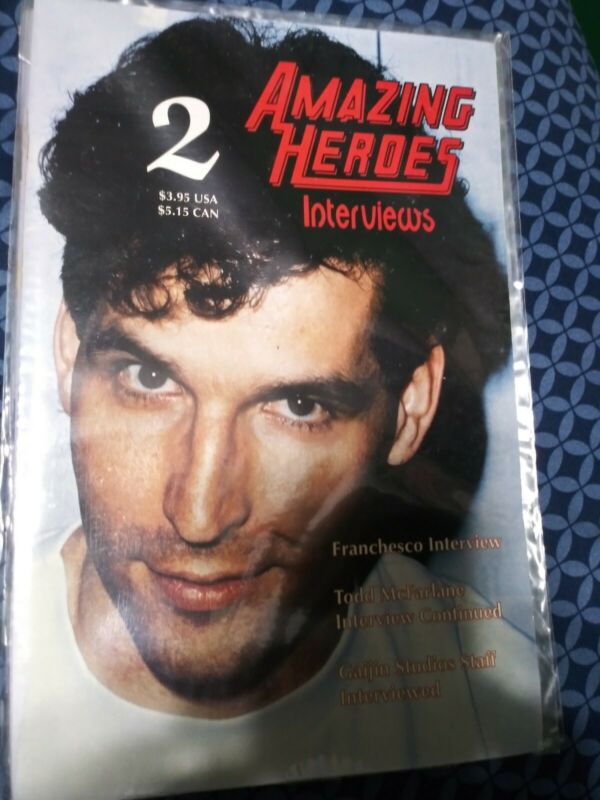 2
$3.95 USA
$5.15 CAN
AMAZING
HEROES
Interviews
Franchesco Interview
Todd McFarlane
Interview Continued
Gaijin Studios Staff
Interviewed